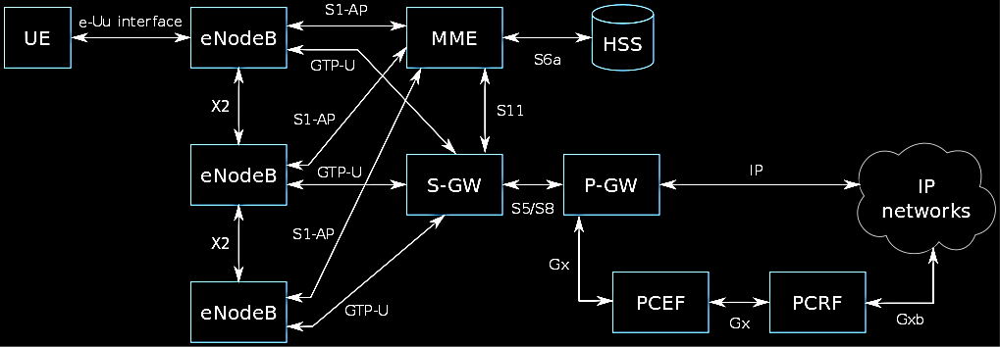 S1-AP
e-Uu interface
UE
eNodeB
MME
HSS
S6a
GTP-U
X2
S11
S1-AP
eNodeB
GTP-U
S-GW
P-GW
IP
IP
networks
S5/S8
X2
S1-AP
Gx
eNodeB
GTP-U
PCEF
Gx
PCRF
Gxb